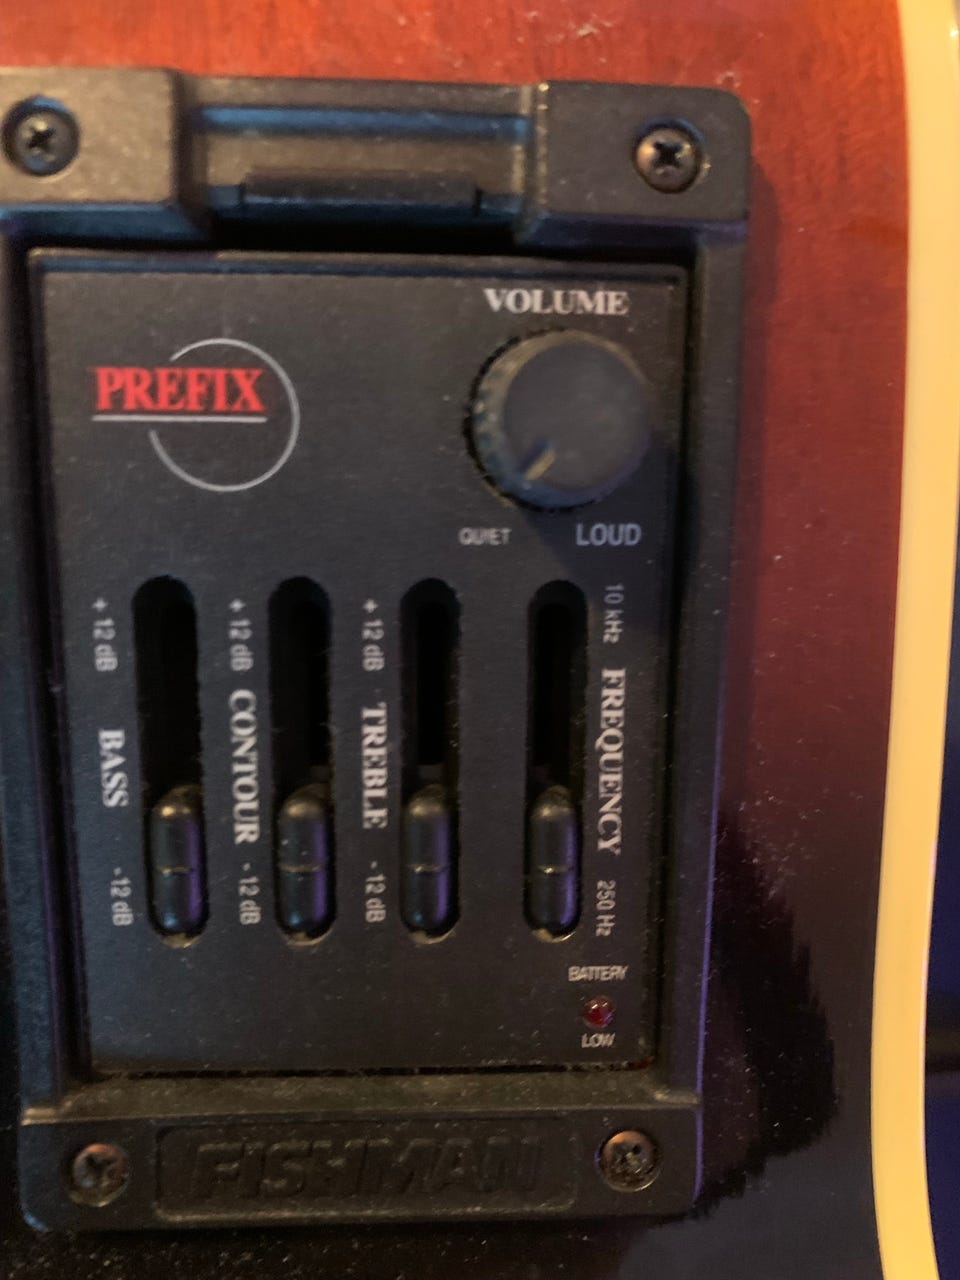 VOLUME
PREFIX
QUIET LOUD
+ 12 dB BASS - 12 dB
+ 12 dB CONTOUR - 12 dB
+ 12 dB TREBLE - 12 dB
10 kHz FREQUENCY 250 Hz
BATTERY
LOW
FISHMAN